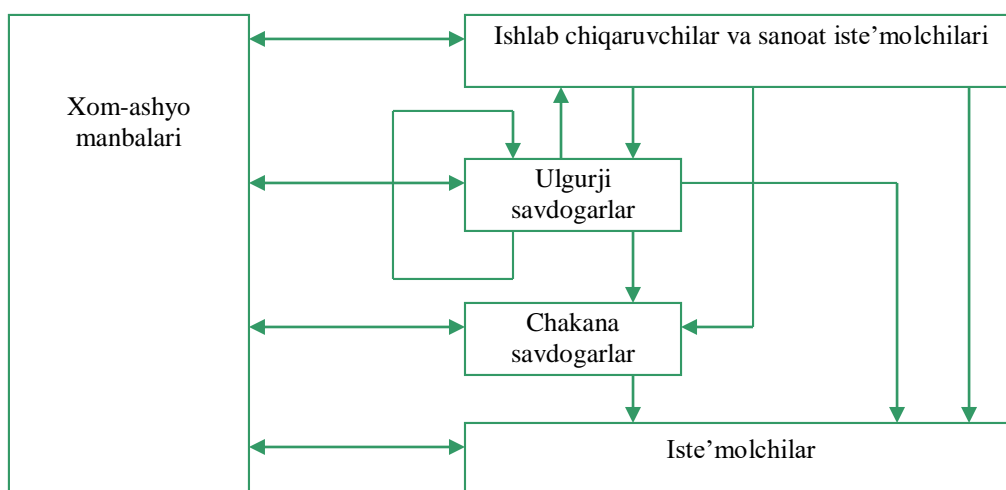 Ishlab chiqaruvchilar va sanoat iste’molchilari
Xom-ashyo
manbalari
Ulgurji
savdogarlar
Chakana
savdogarlar
Iste’molchilar